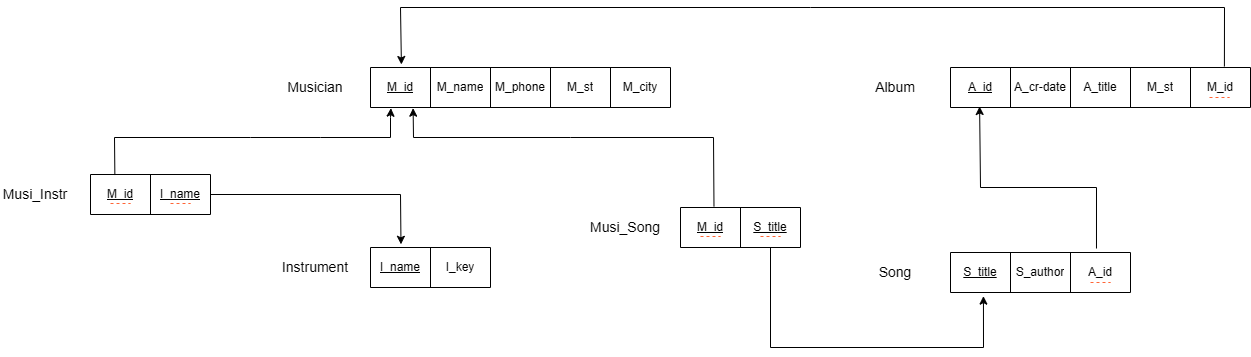 Musician M_id M_name M_phone M_st M_city
Album A_id A_cr-date A_title M_st M_id
Musi_Instr M_id I_name
Musi_Song M_id S_title
Instrument I_name I_key
Song S_title S_author A_id